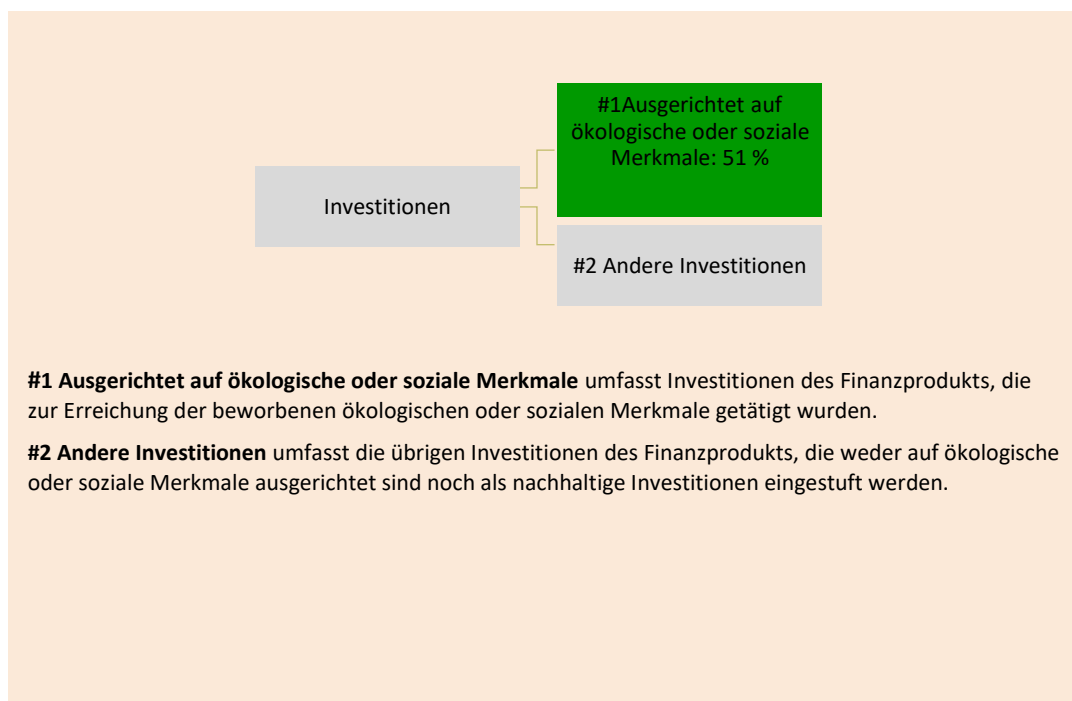 #1Ausgerichtet auf
ökologische oder soziale
Merkmale: 51 %
Investitionen
#2 Andere Investitionen
#1 Ausgerichtet auf ökologische oder soziale Merkmale umfasst Investitionen des Finanzprodukts, die
zur Erreichung der beworbenen ökologischen oder sozialen Merkmale getätigt wurden.
#2 Andere Investitionen umfasst die übrigen Investitionen des Finanzprodukts, die weder auf ökologische
oder soziale Merkmale ausgerichtet sind noch als nachhaltige Investitionen eingestuft werden.